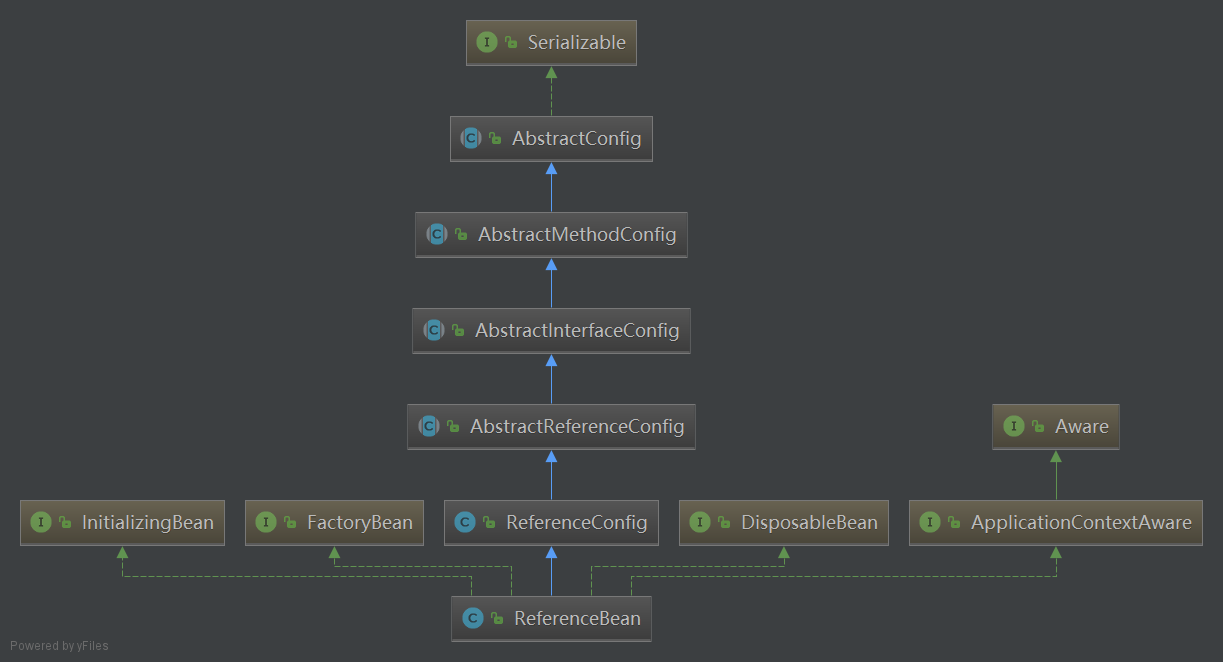 Serializable
AbstractConfig
AbstractMethodConfig
AbstractInterfaceConfig
AbstractReferenceConfig
Aware
InitializingBean
FactoryBean
ReferenceConfig
DisposableBean
ApplicationContextAware
ReferenceBean
Powered by yFiles